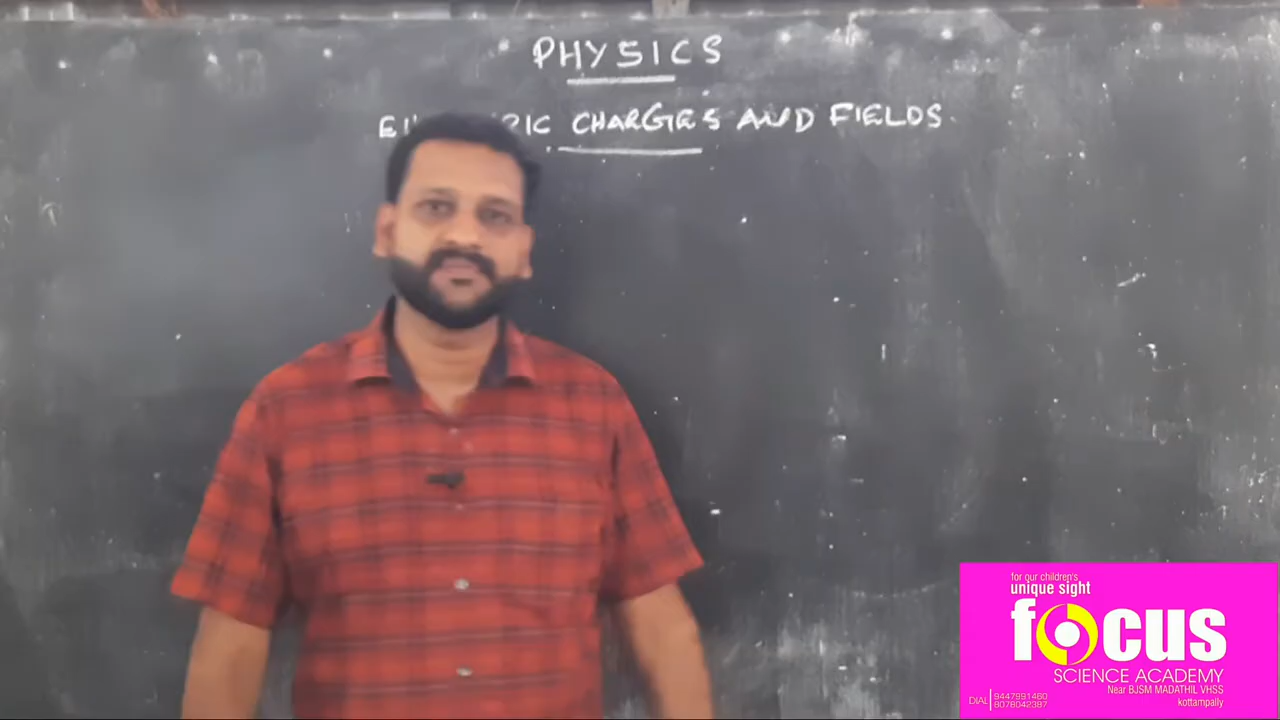 PHYSICS
CHARGES AND FIELDS
for our children's
unique sight
focus
SCIENCE ACADEMY
Near BJSM MADATHIL VHSS
kottampally
DIAL 9447991460
8078042387